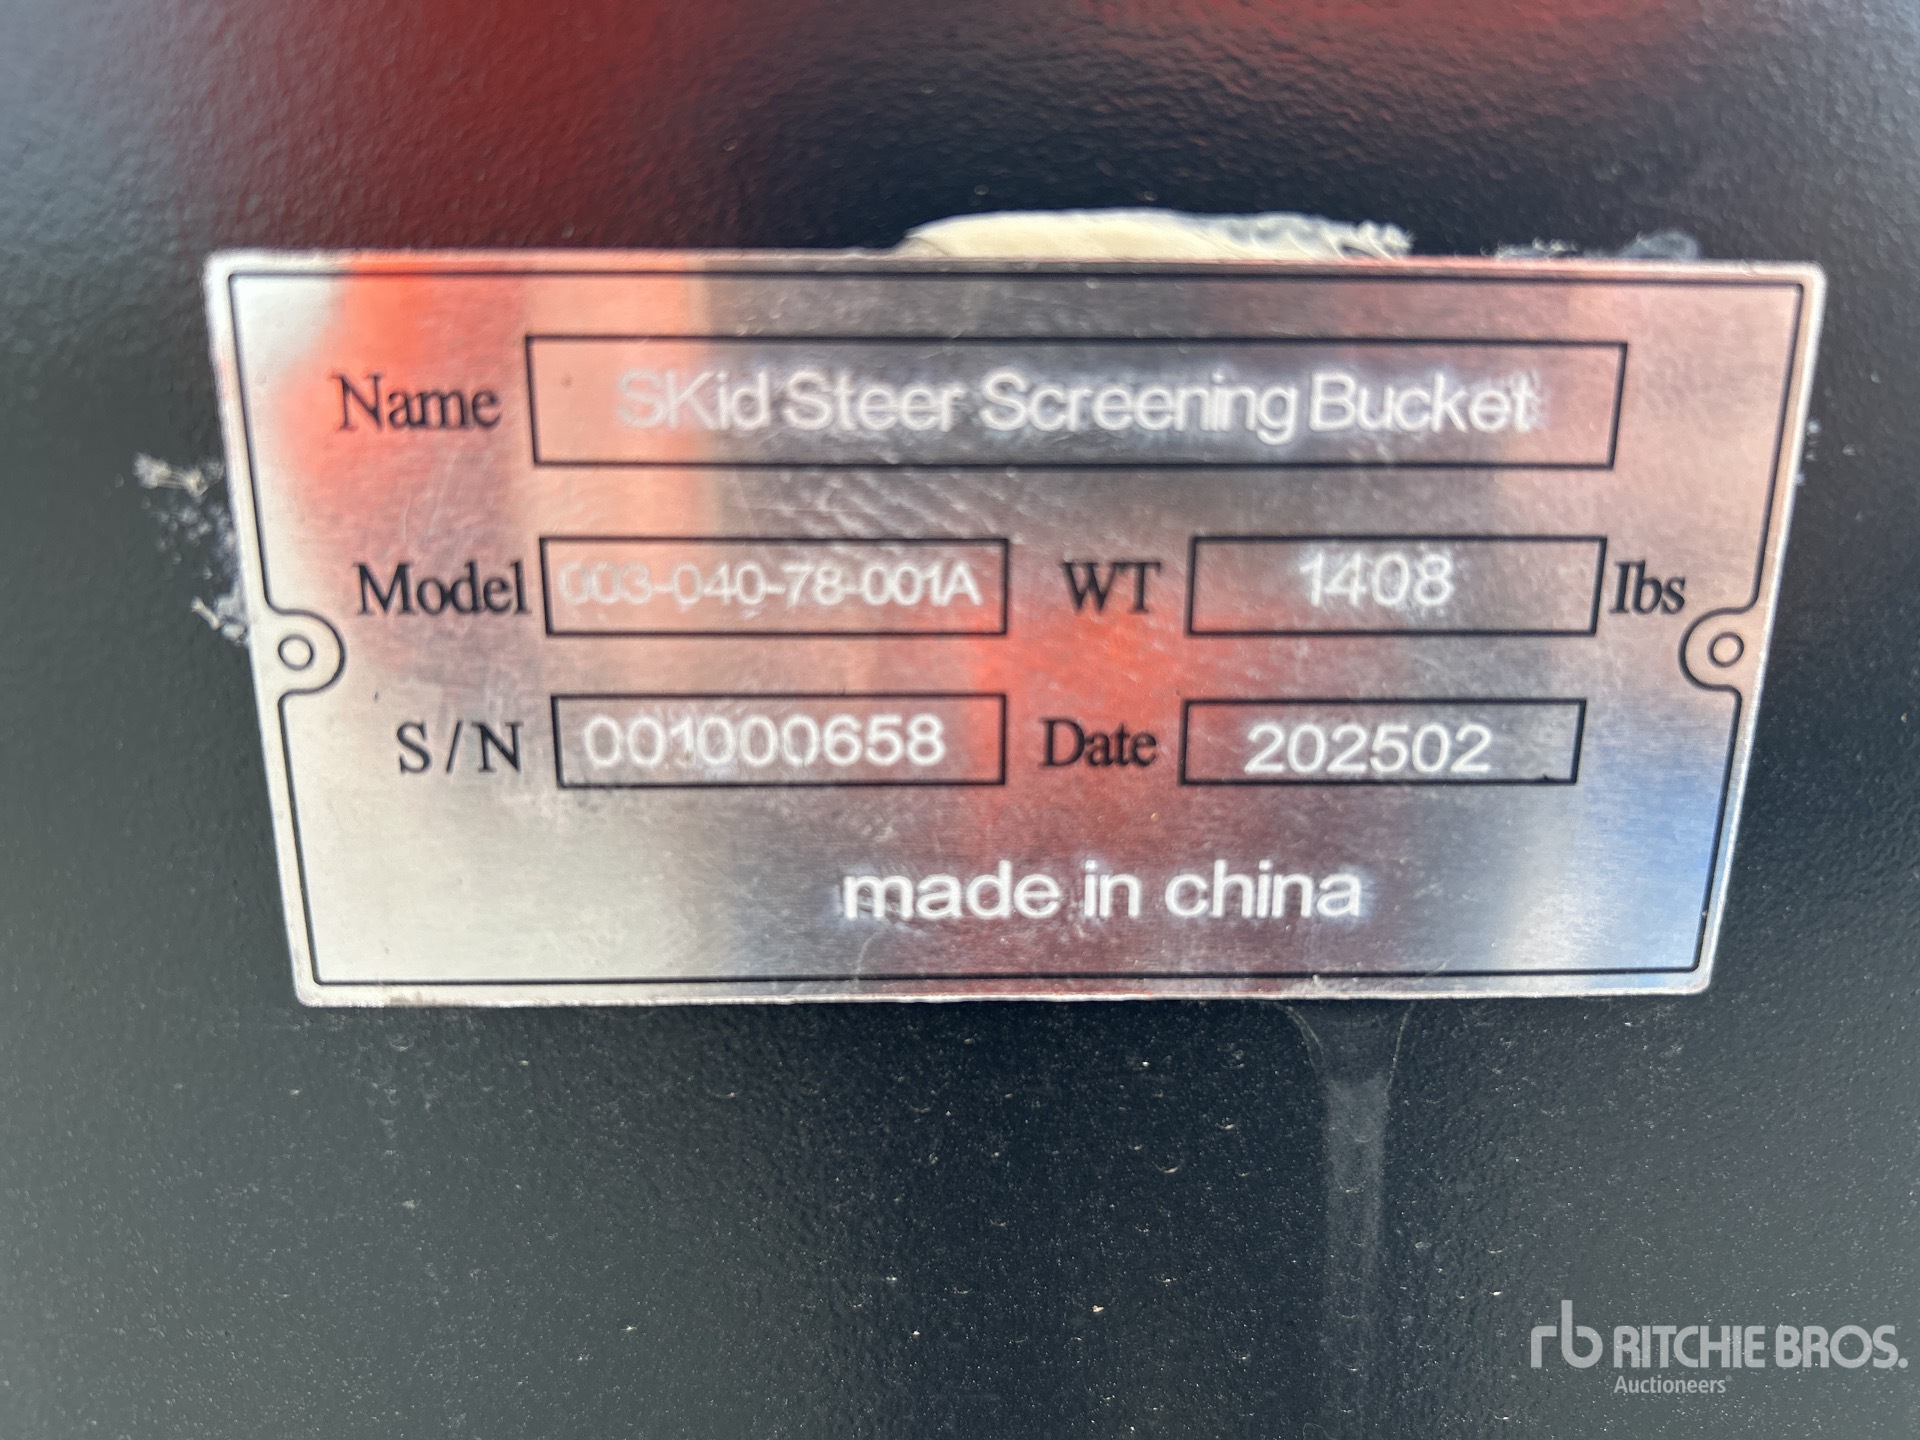 Name SKid Steer Screening Bucket
Model 003-040-78-001A WT 1408 Ibs
S/N 001000658 Date 202502
made in china
rb RITCHIE BROS.
Auctioneers